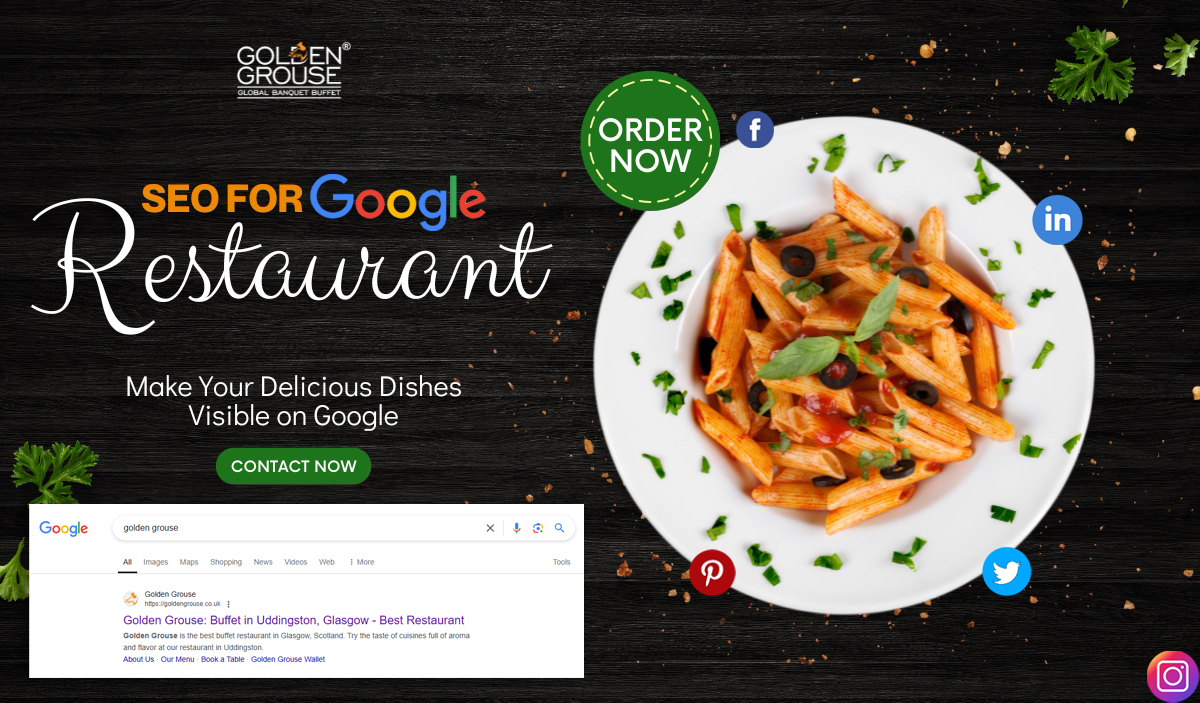 GOLDEN®
GROUSE
GLOBAL BANQUET BUFFET
SEO FOR Google
Restaurant
Make Your Delicious Dishes
Visible on Google
CONTACT NOW
ORDER
NOW
f
in
Google
golden grouse
All Images Maps Shopping News Videos Web More Tools
Golden Grouse
https://goldengrouse.co.uk
Golden Grouse: Buffet in Uddingston, Glasgow - Best Restaurant
Golden Grouse is the best buffet restaurant in Glasgow, Scotland. Try the taste of cuisines full of aroma
and flavor at our restaurant in Uddingston.
About Us · Our Menu · Book a Table · Golden Grouse Wallet